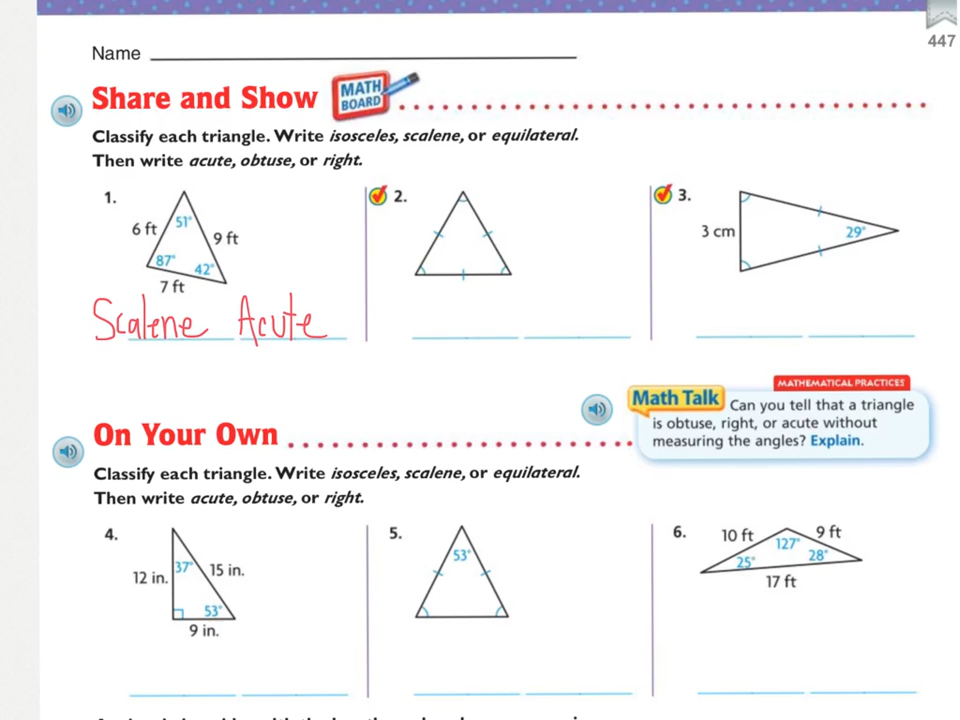 447
Name
Share and Show MATH BOARD
Classify each triangle. Write isosceles, scalene, or equilateral.
Then write acute, obtuse, or right.
1.
6 ft
51°
9 ft
87°
42°
7 ft
Scalene Acute
2.
3.
3 cm
29°
MATHEMATICAL PRACTICES
Math Talk Can you tell that a triangle
is obtuse, right, or acute without
measuring the angles? Explain.
On Your Own
Classify each triangle. Write isosceles, scalene, or equilateral.
Then write acute, obtuse, or right.
4.
12 in.
37°
15 in.
53°
9 in.
5.
53°
6.
10 ft
9 ft
127°
25°
28°
17 ft